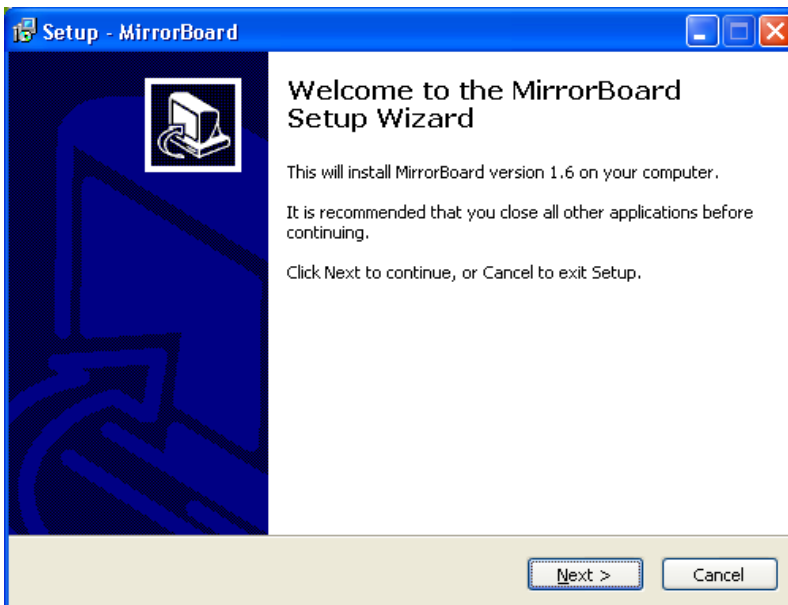 Setup - MirrorBoard
Welcome to the MirrorBoard
Setup Wizard
This will install MirrorBoard version 1.6 on your computer.
It is recommended that you close all other applications before
continuing.
Click Next to continue, or Cancel to exit Setup.
Next >
Cancel